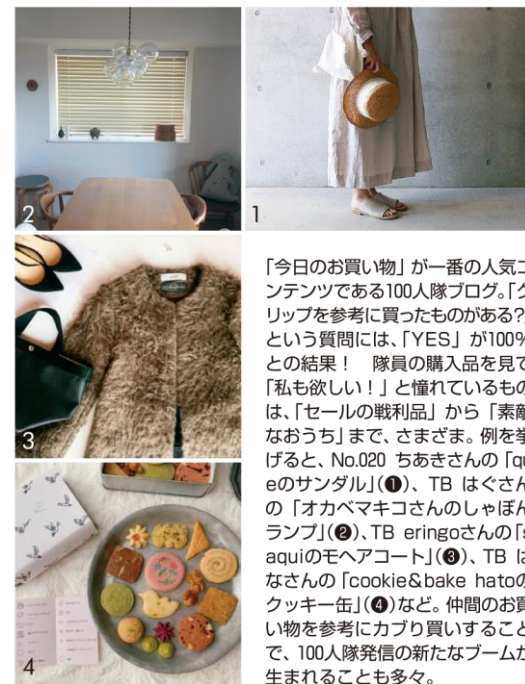 2
1
3
4
「今日のお買い物」が一番の人気コ
ンテンツである100人隊ブログ。「ク
リップを参考に買ったものがある?」
という質問には、「YES」が100%
との結果！　隊員の購入品を見て
「私も欲しい！」と憧れているもの
は、「セールの戦利品」から「素敵
なおうち」まで、さまざま。例を挙
げると、No.020 ちあきさんの「qu
eのサンダル」(❶)、TB はぐさん
の「オカベマキコさんのしゃぼん
ランプ」(❷)、TB eringoさんの「s
aquiのモヘアコート」(❸)、TB は
なさんの「cookie&bake hatoの
クッキー缶」(❹)など。仲間のお買
い物を参考にカブり買いすること
で、100人隊発信の新たなブームが
生まれることも多々。